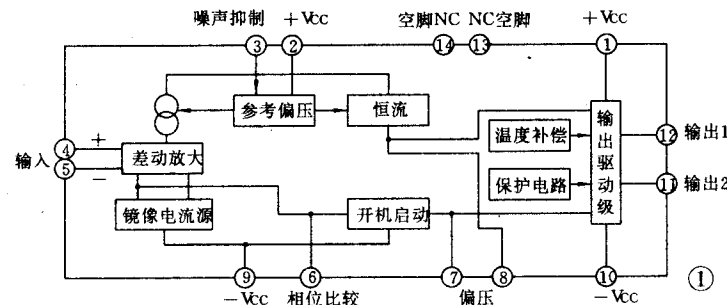 噪声抑制 +Vcc 空脚NC NC空脚 +Vcc
③ ② ⑭ ⑬ ①
参考偏压 恒流
输入 ④ + 差动放大 温度补偿 输出驱动级 ⑫ 输出1
⑤ − 保护电路 ⑪ 输出2
镜像电流源 开机启动
⑨ ⑥ ⑦ ⑧ ⑩ ①
−Vcc 相位比较 偏压 −Vcc